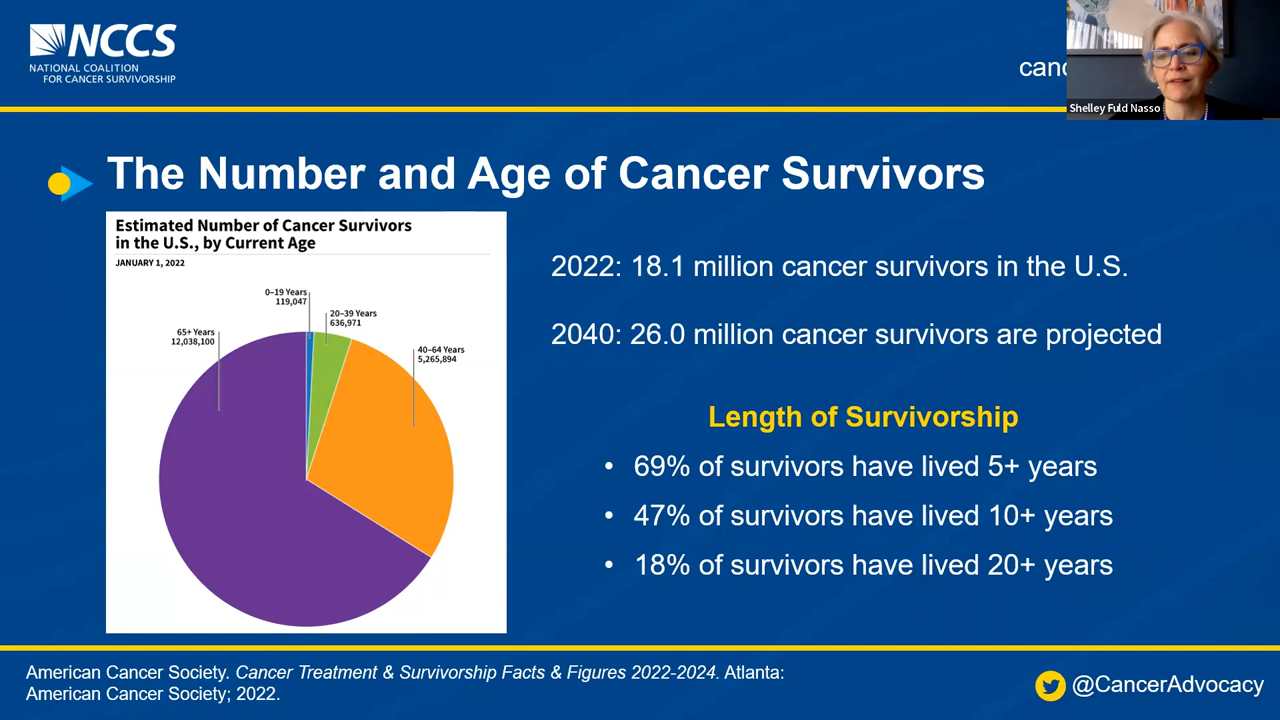 NCCS
NATIONAL COALITION
FOR CANCER SURVIVORSHIP
Shelley Fuld Nasso
The Number and Age of Cancer Survivors
Estimated Number of Cancer Survivors
in the U.S., by Current Age
JANUARY 1, 2022
0–19 Years
119,047
20–39 Years
636,971
65+ Years
12,038,100
40–64 Years
5,265,894
2022: 18.1 million cancer survivors in the U.S.
2040: 26.0 million cancer survivors are projected
Length of Survivorship
• 69% of survivors have lived 5+ years
• 47% of survivors have lived 10+ years
• 18% of survivors have lived 20+ years
American Cancer Society. Cancer Treatment & Survivorship Facts & Figures 2022-2024. Atlanta:
American Cancer Society; 2022.
@CancerAdvocacy